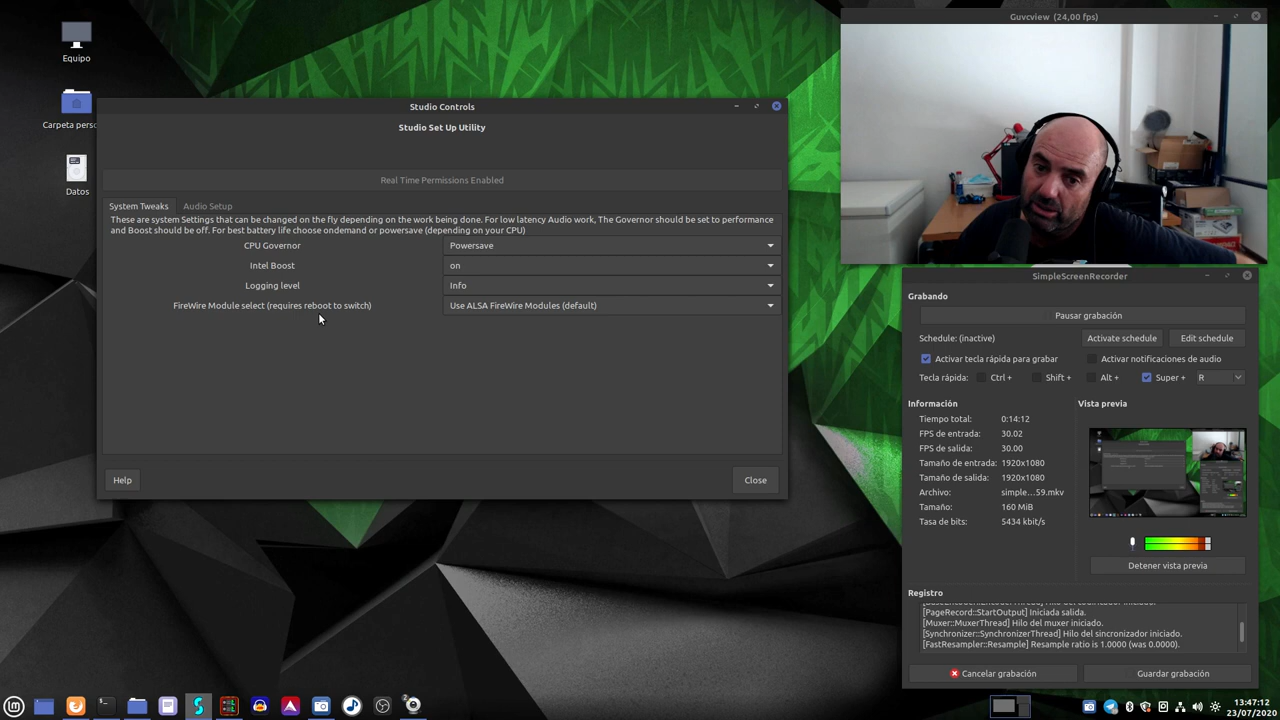 Equipo
Carpeta perso
Datos
Studio Controls
Studio Set Up Utility
Real Time Permissions Enabled
System Tweaks
Audio Setup
These are system Settings that can be changed on the fly depending on the work being done. For low latency Audio work, The Governor should be set to performance
and Boost should be off. For best battery life choose ondemand or powersave (depending on your CPU)
CPU Governor
Powersave
Intel Boost
on
Logging level
Info
FireWire Module select (requires reboot to switch)
Use ALSA FireWire Modules (default)
Help
Close
Guvcview (24,00 fps)
SimpleScreenRecorder
Grabando
Pausar grabación
Schedule: (inactive)
Activate schedule
Edit schedule
Activar tecla rápida para grabar
Activar notificaciones de audio
Tecla rápida:
Ctrl +
Shift +
Alt +
Super +
R
Información
Vista previa
Tiempo total: 0:14:12
FPS de entrada: 30.02
FPS de salida: 30.00
Tamaño de entrada: 1920x1080
Tamaño de salida: 1920x1080
Archivo: simple...59.mkv
Tamaño: 160 MiB
Tasa de bits: 5434 kbit/s
Detener vista previa
Registro
[PageRecord::StartOutput] Iniciada salida.
[Muxer::MuxerThread] Hilo del muxer iniciado.
[Synchronizer::SynchronizerThread] Hilo del sincronizador iniciado.
[FastResampler::Resample] Resample ratio is 1.0000 (was 0.0000).
Cancelar grabación
Guardar grabación
13:47:12
23/07/2020